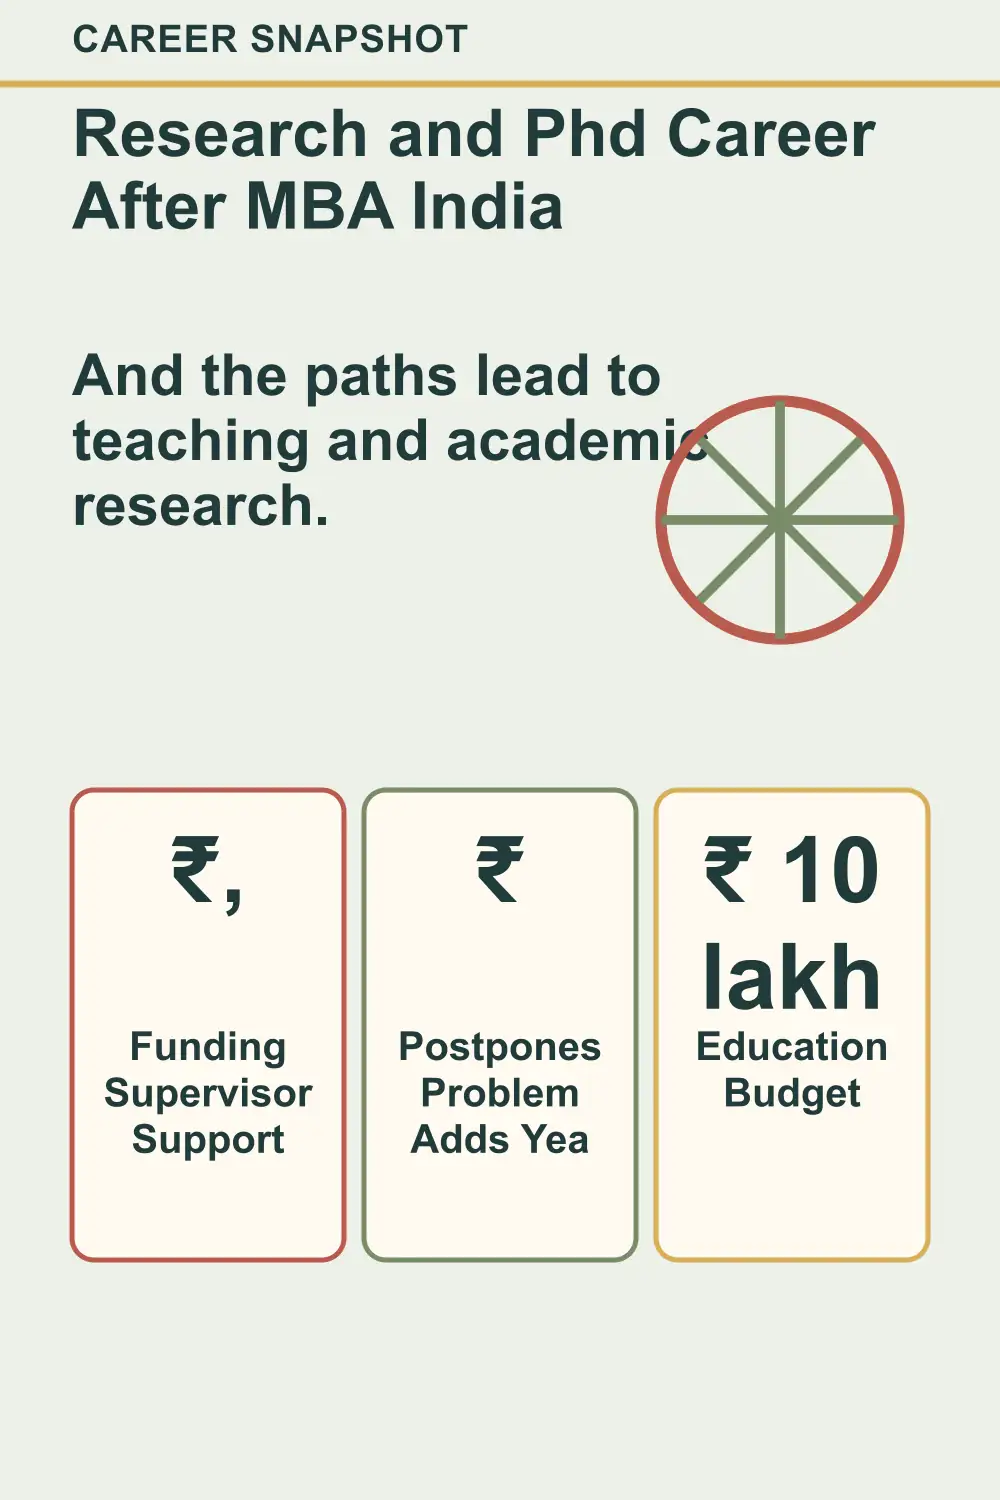 CAREER SNAPSHOT
Research and Phd Career
After MBA India
And the paths lead to
teaching and academic
research.
₹,
Funding
Supervisor
Support
₹
Postpones
Problem
Adds Yea
₹ 10
lakh
Education
Budget